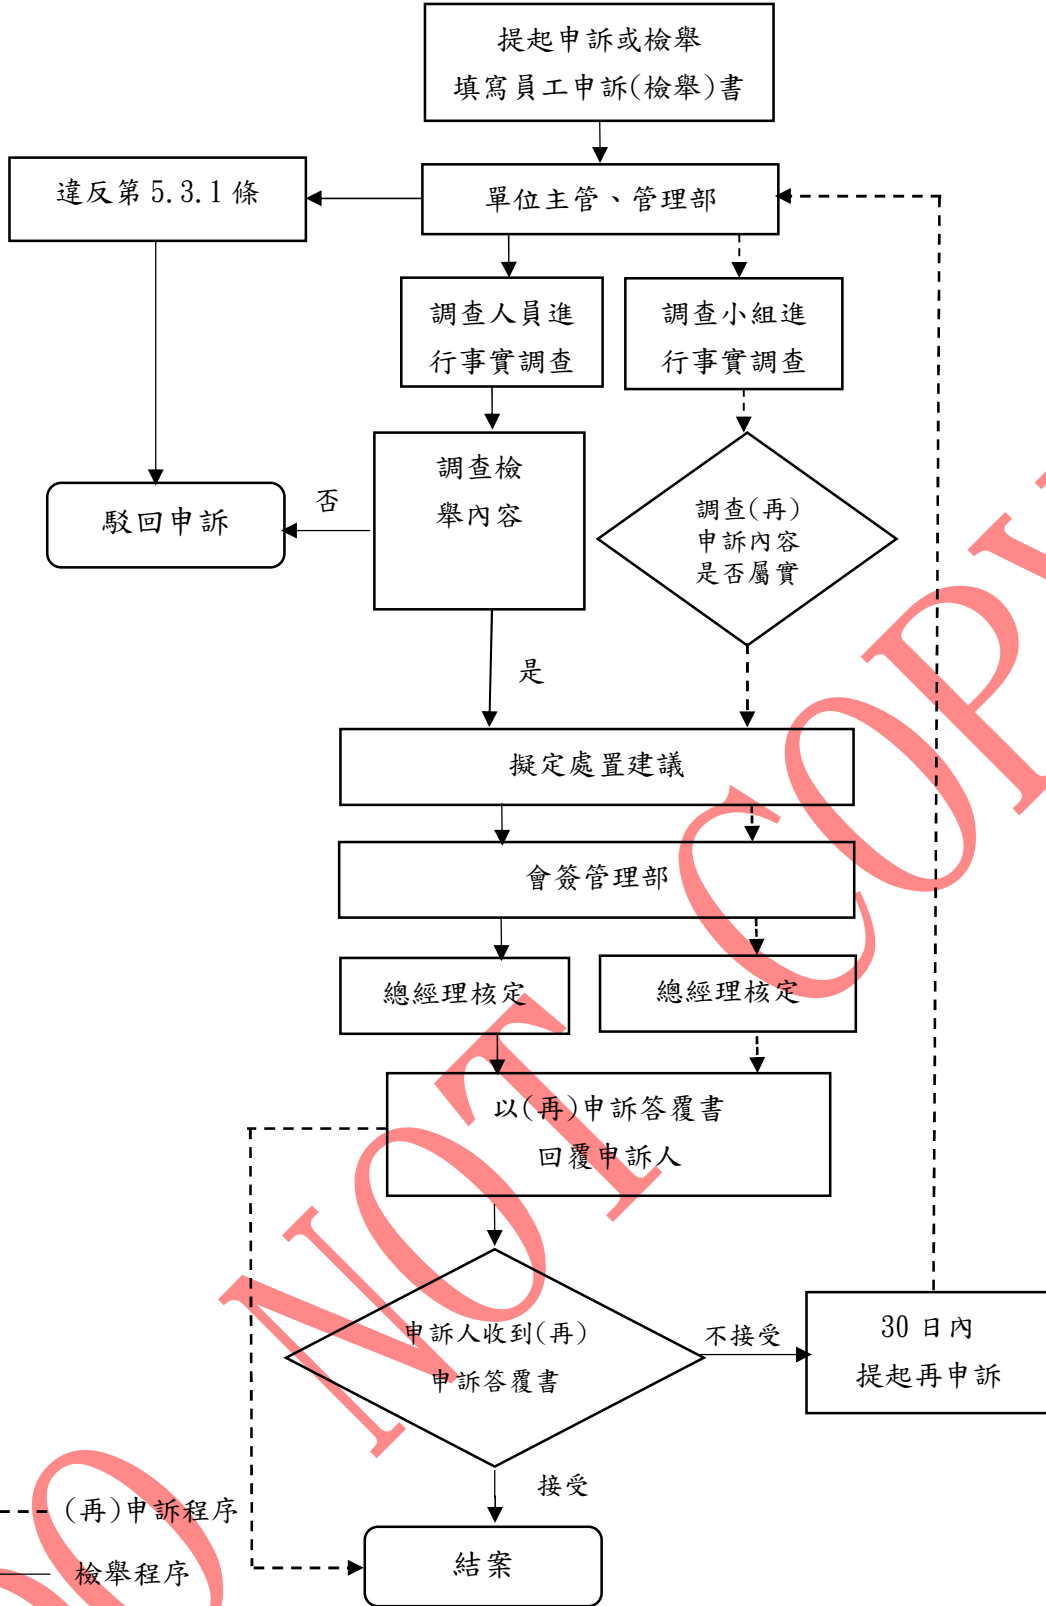 提起申訴或檢舉
填寫員工申訴(檢舉)書
違反第 5.3.1 條
單位主管、管理部
調查人員進
行事實調查
調查小組進
行事實調查
調查檢
舉內容
調查(再)
申訴內容
是否屬實
駁回申訴
否
是
擬定處置建議
會簽管理部
總經理核定
總經理核定
以(再)申訴答覆書
回覆申訴人
申訴人收到(再)
申訴答覆書
不接受
30 日內
提起再申訴
接受
結案
(再)申訴程序
檢舉程序
DO NOT COPY